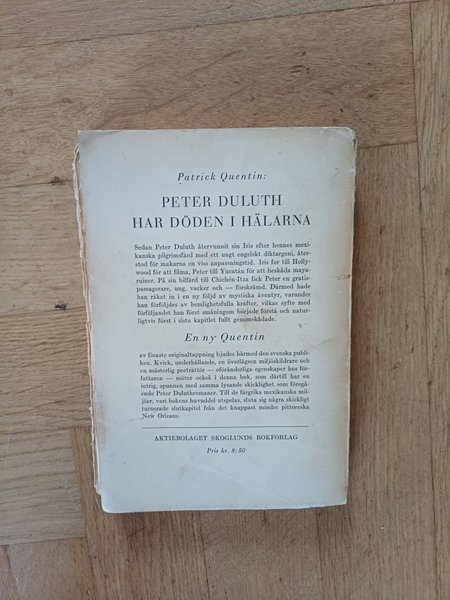 Patrick Quentin:
PETER DULUTH
HAR DÖDEN I HÄLARNA
Sedan Peter Duluth återvunnit sin Iris efter hennes mexi-
kanska pilgrimsfärd med ett ungt engelskt diktargeni, åter-
stod för makarna en viss anpassningstid. Iris for till Holly-
wood för att filma, Peter till Yucatán för att beskåda maya-
ruiner. På sin bilfärd till Chichén-Itza fick Peter en gratis-
passagerare, ung, vacker och — förskrämd. Därmed hade
han råkat in i en ny följd av mystiska äventyr, varunder
han förföljdes av hemlighetsfulla krafter, vilkas syfte med
förföljandet han först småningom började förstå och natur-
ligtvis först i sista kapitlet fullt genomskådade.
En ny Quentin
av finaste originaltappning bjudes härmed den svenska publi-
ken. Kvick, underhållande, en överlägsen miljöskildrare och
en mästerlig porträttör — oföränderliga egenskaper hos för-
fattaren — möter också i denna bok, som därtill har en
intrig, spunnen med samma lysande skicklighet som föregå-
ende Peter Duluthromaner. Till de färgrika mexikanska mil-
jöer, vari bokens huvuddel utspelas, sluta sig några skickligt
turnerade slutkapitel från det knappast mindre pittoreska
New Orleans.
AKTIEBOLAGET SKOGLUNDS BOKFÖRLAG
Pris kr. 8:50